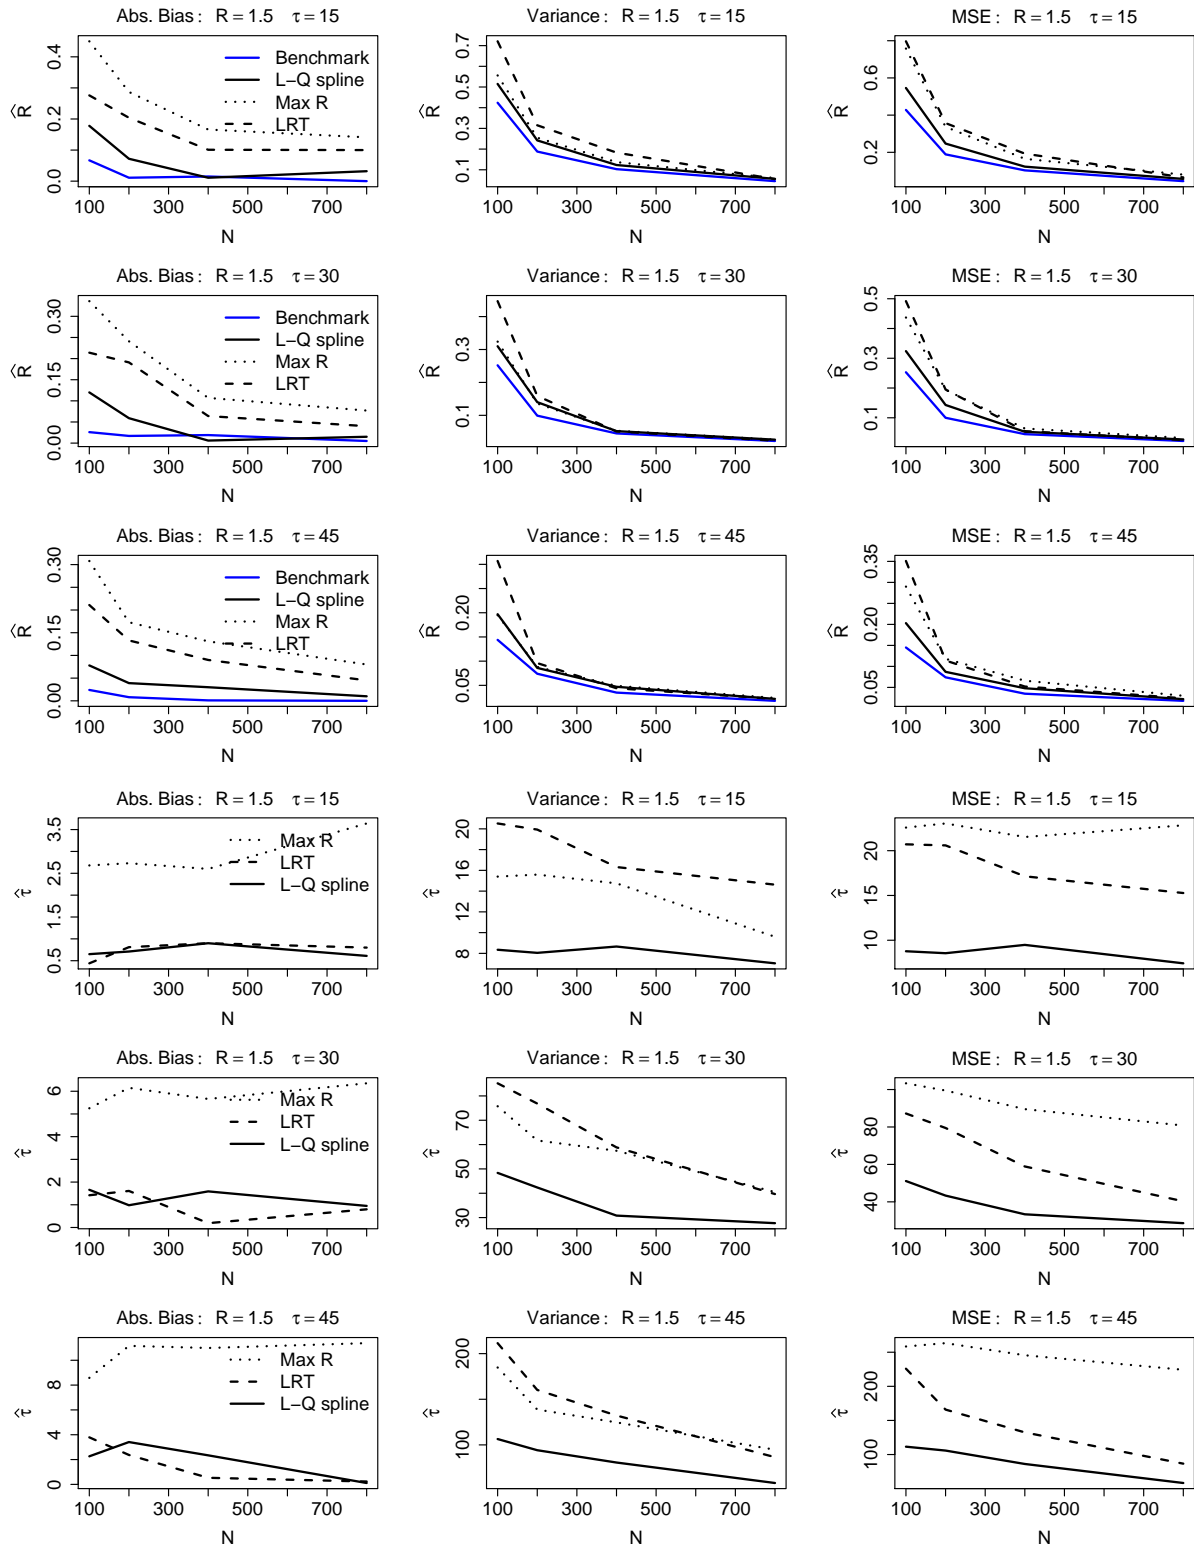 Abs. Bias : R = 1.5 τ = 15
R̂
0.0 0.2 0.4
Benchmark
L−Q spline
Max R
LRT
100 300 500 700
N
Variance : R = 1.5 τ = 15
R̂
0.1 0.3 0.5 0.7
100 300 500 700
N
MSE : R = 1.5 τ = 15
R̂
0.2 0.6
100 300 500 700
N
Abs. Bias : R = 1.5 τ = 30
R̂
0.00 0.15 0.30
Benchmark
L−Q spline
Max R
LRT
100 300 500 700
N
Variance : R = 1.5 τ = 30
R̂
0.1 0.3
100 300 500 700
N
MSE : R = 1.5 τ = 30
R̂
0.1 0.3 0.5
100 300 500 700
N
Abs. Bias : R = 1.5 τ = 45
R̂
0.00 0.15 0.30
Benchmark
L−Q spline
Max R
LRT
100 300 500 700
N
Variance : R = 1.5 τ = 45
R̂
0.05 0.20
100 300 500 700
N
MSE : R = 1.5 τ = 45
R̂
0.05 0.20 0.35
100 300 500 700
N
Abs. Bias : R = 1.5 τ = 15
τ̂
0.5 1.5 2.5 3.5
Max R
LRT
L−Q spline
100 300 500 700
N
Variance : R = 1.5 τ = 15
τ̂
8 12 16 20
100 300 500 700
N
MSE : R = 1.5 τ = 15
τ̂
10 15 20
100 300 500 700
N
Abs. Bias : R = 1.5 τ = 30
τ̂
0 2 4 6
Max R
LRT
L−Q spline
100 300 500 700
N
Variance : R = 1.5 τ = 30
τ̂
30 50 70
100 300 500 700
N
MSE : R = 1.5 τ = 30
τ̂
40 60 80
100 300 500 700
N
Abs. Bias : R = 1.5 τ = 45
τ̂
0 4 8
Max R
LRT
L−Q spline
100 300 500 700
N
Variance : R = 1.5 τ = 45
τ̂
100 200
100 300 500 700
N
MSE : R = 1.5 τ = 45
τ̂
100 200
100 300 500 700
N